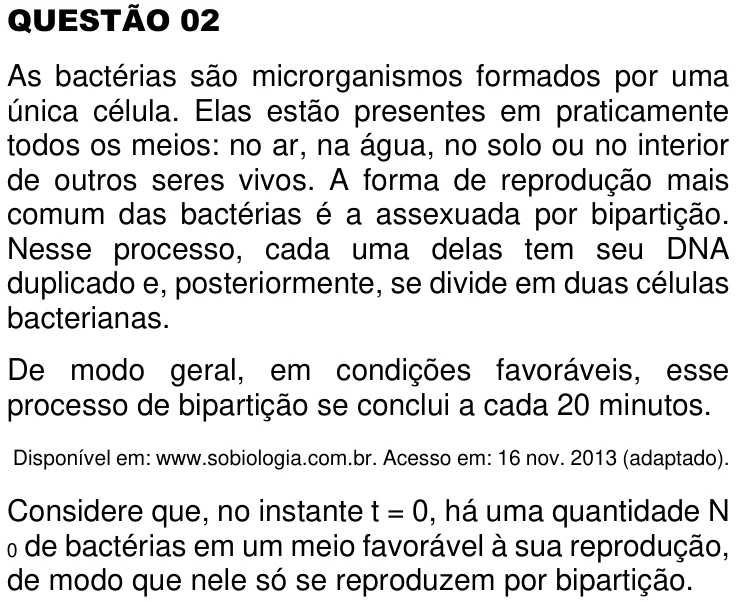 QUESTÃO 02
As bactérias são microrganismos formados por uma
única célula. Elas estão presentes em praticamente
todos os meios: no ar, na água, no solo ou no interior
de outros seres vivos. A forma de reprodução mais
comum das bactérias é a assexuada por bipartição.
Nesse processo, cada uma delas tem seu DNA
duplicado e, posteriormente, se divide em duas células
bacterianas.
De modo geral, em condições favoráveis, esse
processo de bipartição se conclui a cada 20 minutos.
Disponível em: www.sobiologia.com.br. Acesso em: 16 nov. 2013 (adaptado).
Considere que, no instante t = 0, há uma quantidade N
0 de bactérias em um meio favorável à sua reprodução,
de modo que nele só se reproduzem por bipartição.